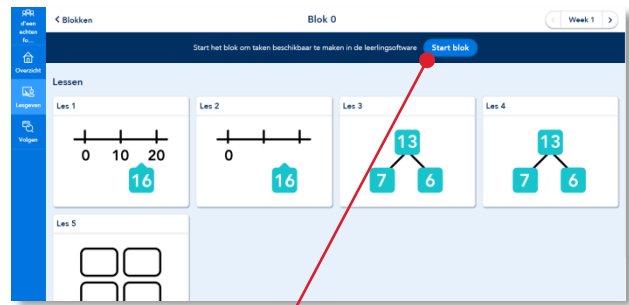 d'een
echten
fo...
Overzicht
Lesgeven
Volgen
< Blokken
Blok 0
< Week 1 >
Start het blok om taken beschikbaar te maken in de leerlingsoftware
Start blok
Lessen
Les 1
0 10 20
16
Les 2
0
16
Les 3
13
7 6
Les 4
13
7 6
Les 5